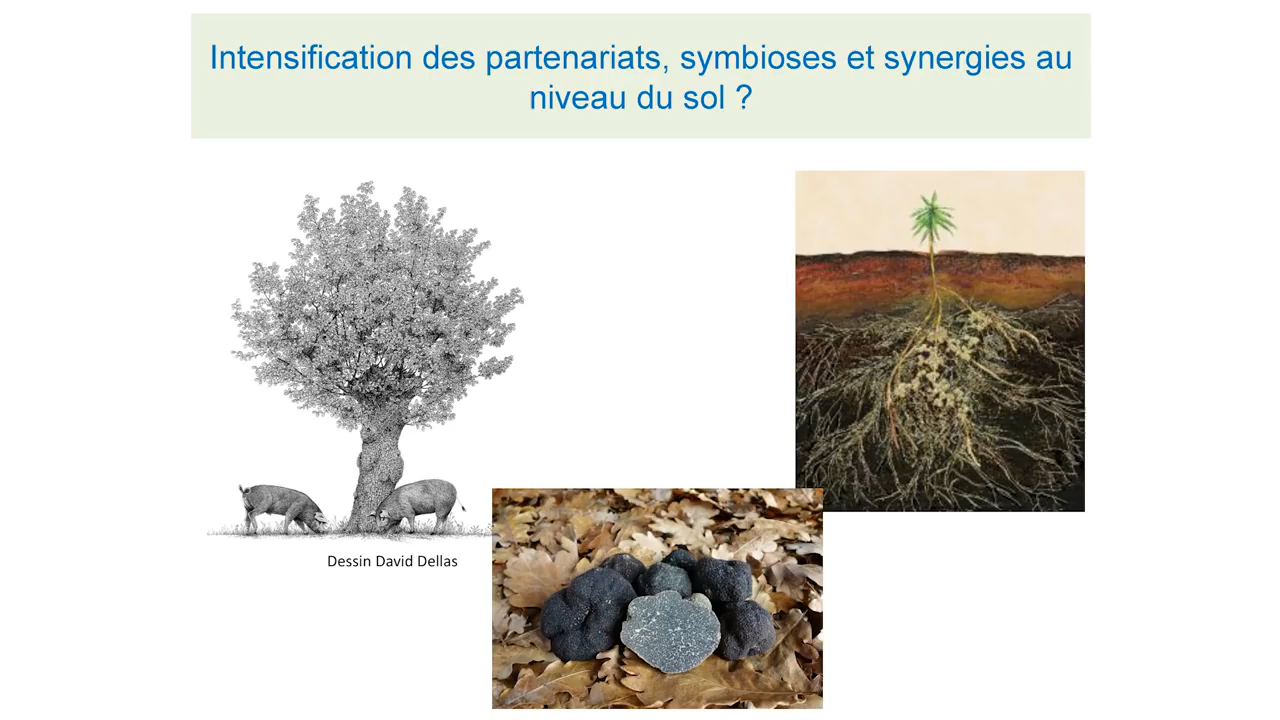 Intensification des partenariats, symbioses et synergies au
niveau du sol ?
Dessin David Dellas